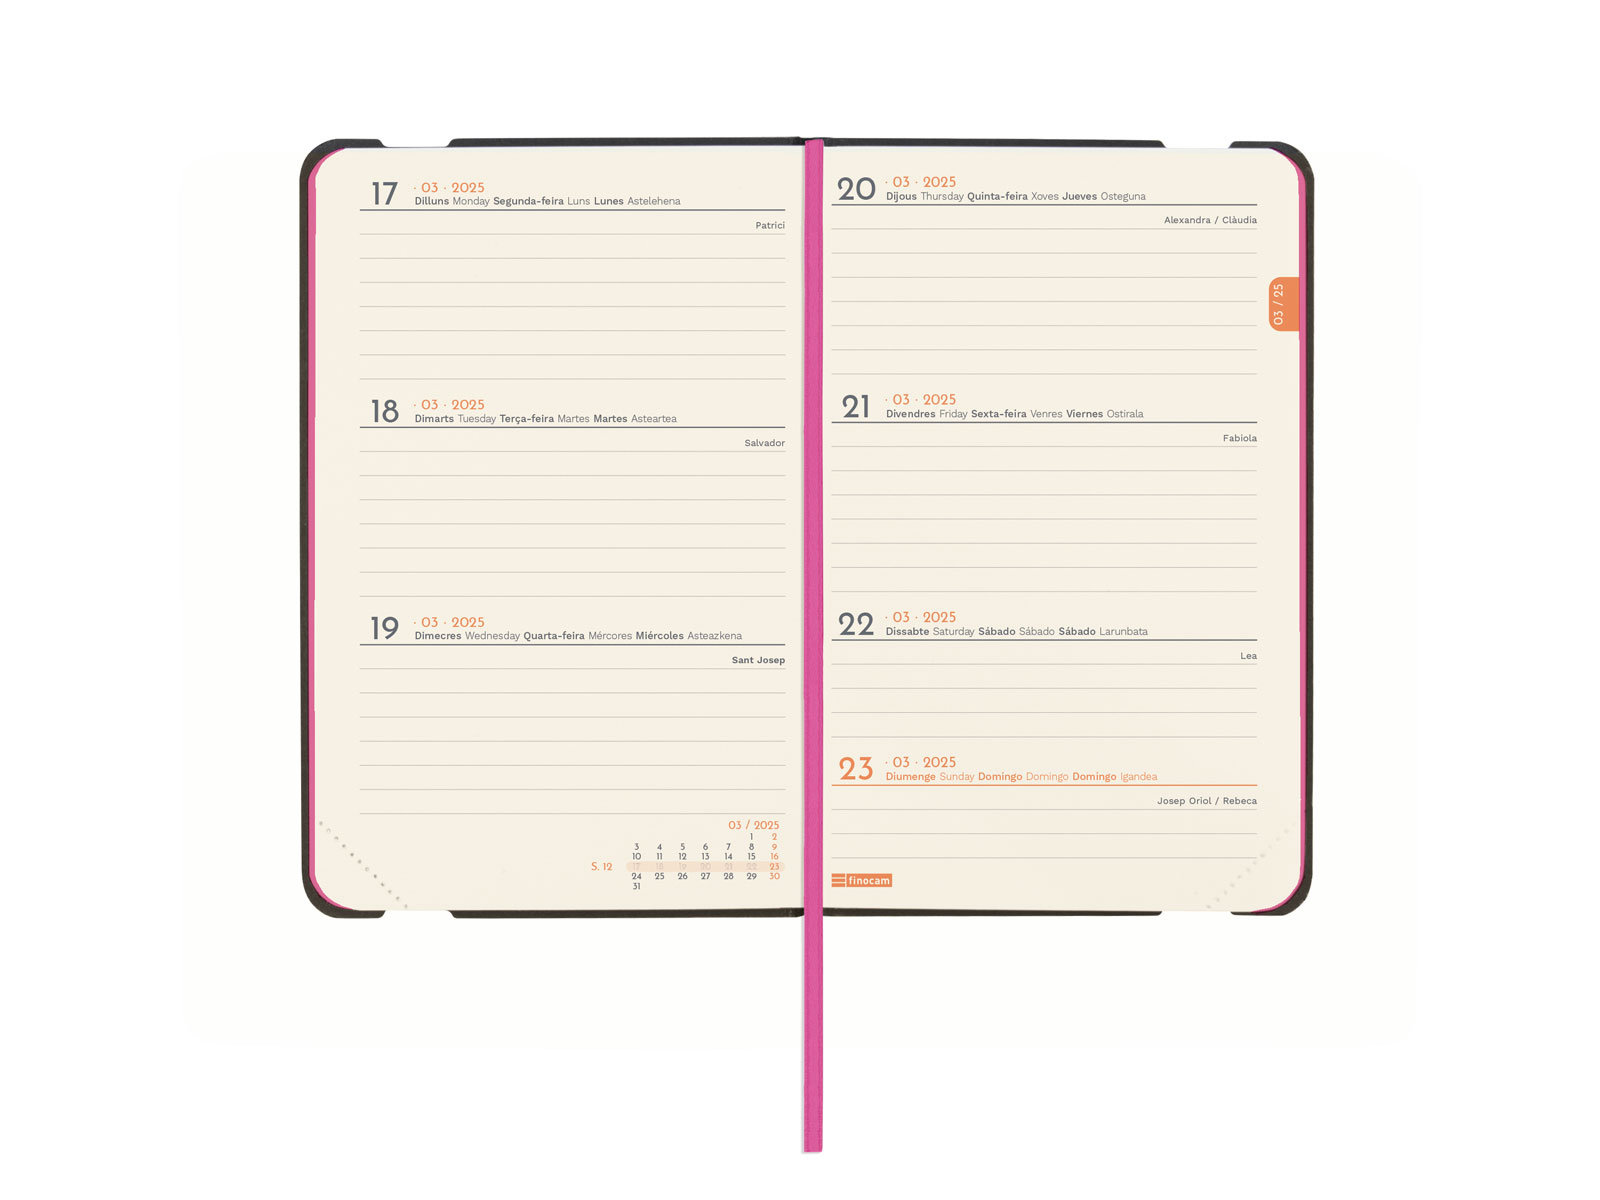 17 · 03 · 2025
Dilluns Monday Segunda-feira Luns Lunes Astelehena
Patrici
18 · 03 · 2025
Dimarts Tuesday Terça-feira Martes Martes Asteartea
Salvador
19 · 03 · 2025
Dimecres Wednesday Quarta-feira Mércores Miércoles Asteazkena
Sant Josep
03 / 2025
1 2
3 4 5 6 7 8 9
10 11 12 13 14 15 16
S. 12 17 18 19 20 21 22 23
24 25 26 27 28 29 30
31
20 · 03 · 2025
Dijous Thursday Quinta-feira Xoves Jueves Osteguna
Alexandra / Clàudia
03 / 25
21 · 03 · 2025
Divendres Friday Sexta-feira Venres Viernes Ostirala
Fabiola
22 · 03 · 2025
Dissabte Saturday Sábado Sábado Sábado Larunbata
Lea
23 · 03 · 2025
Diumenge Sunday Domingo Domingo Domingo Igandea
Josep Oriol / Rebeca
finocam